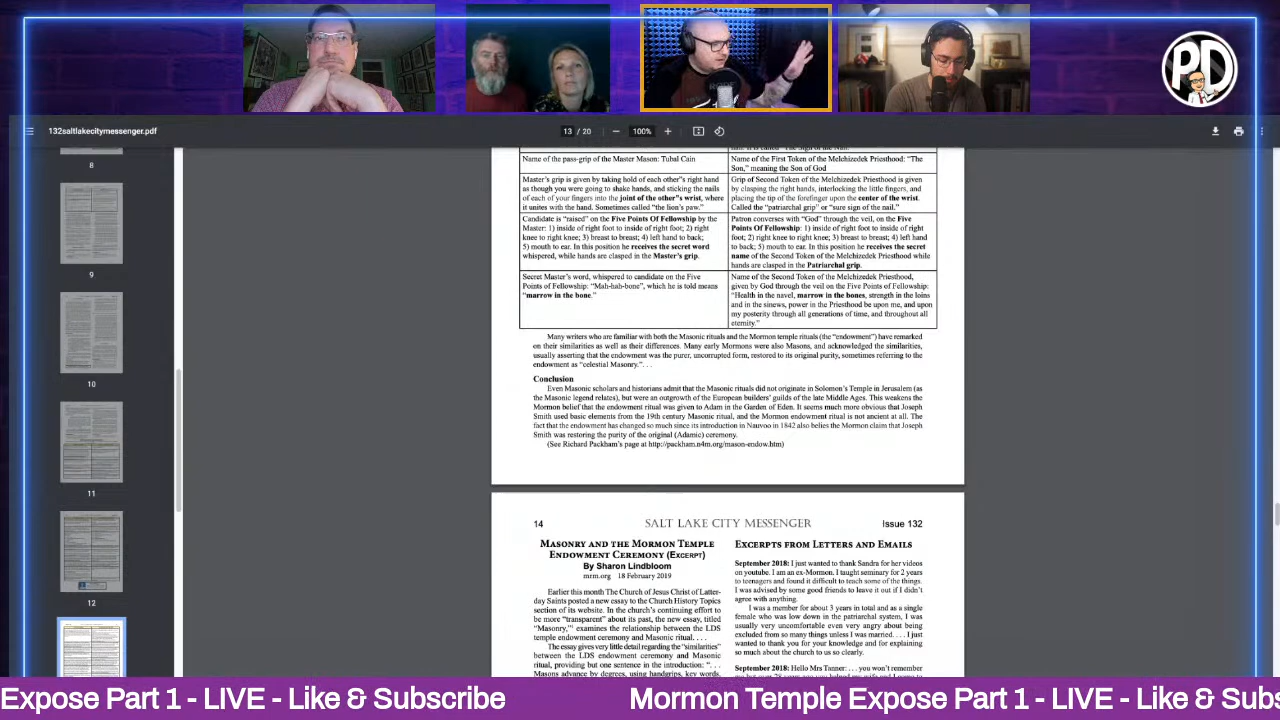 PD
132saltlakecitymessenger.pdf
13 / 20
100%
8
9
10
11
12
Name of the pass-grip of the Master Mason: Tubal Cain
Name of the First Token of the Melchizedek Priesthood: “The
Son,” meaning the Son of God
Master’s grip is given by taking hold of each other"s right hand
as though you were going to shake hands, and sticking the nails
of each of your fingers into the joint of the other"s wrist, where
it unites with the hand. Sometimes called “the lion’s paw.”
Grip of Second Token of the Melchizedek Priesthood is given
by clasping the right hands, interlocking the little fingers, and
placing the tip of the forefinger upon the center of the wrist.
Called the “patriarchal grip” or “sure sign of the nail.”
Candidate is “raised” on the Five Points Of Fellowship by the
Master: 1) inside of right foot to inside of right foot; 2) right
knee to right knee; 3) breast to breast; 4) left hand to back;
5) mouth to ear. In this position he receives the secret word
whispered, while hands are clasped in the Master’s grip.
Patron converses with “God” through the veil, on the Five
Points Of Fellowship: 1) inside of right foot to inside of right
foot; 2) right knee to right knee; 3) breast to breast; 4) left hand
to back; 5) mouth to ear. In this position he receives the secret
name of the Second Token of the Melchizedek Priesthood while
hands are clasped in the Patriarchal grip.
Secret Master’s word, whispered to candidate on the Five
Points of Fellowship: “Mah-hah-bone”, which he is told means
“marrow in the bone.”
Name of the Second Token of the Melchizedek Priesthood,
given by God through the veil on the Five Points of Fellowship:
“Health in the navel, marrow in the bones, strength in the loins
and in the sinews, power in the Priesthood be upon me, and upon
my posterity through all generations of time, and throughout all
eternity.”
Many writers who are familiar with both the Masonic rituals and the Mormon temple rituals (the “endowment”) have remarked
on their similarities as well as their differences. Many early Mormons were also Masons, and acknowledged the similarities,
usually asserting that the endowment was the purer, uncorrupted form, restored to its original purity, sometimes referring to the
endowment as “celestial Masonry.”. . .
Conclusion
Even Masonic scholars and historians admit that the Masonic rituals did not originate in Solomon’s Temple in Jerusalem (as
the Masonic legend relates), but were an outgrowth of the European builders’ guilds of the late Middle Ages. This weakens the
Mormon belief that the endowment ritual was given to Adam in the Garden of Eden. It seems much more obvious that Joseph
Smith used basic elements from the 19th century Masonic ritual, and the Mormon endowment ritual is not ancient at all. The
fact that the endowment has changed so much since its introduction in Nauvoo in 1842 also belies the Mormon claim that Joseph
Smith was restoring the purity of the original (Adamic) ceremony.
(See Richard Packham’s page at http://packham.n4m.org/mason-endow.htm)
14
SALT LAKE CITY MESSENGER
Issue 132
MASONRY AND THE MORMON TEMPLE
ENDOWMENT CEREMONY (EXCERPT)
By Sharon Lindbloom
mrm.org 18 February 2019
Earlier this month The Church of Jesus Christ of Latter-
day Saints posted a new essay to the Church History Topics
section of its website. In the church’s continuing effort to
be more “transparent” about its past, the new essay, titled
“Masonry,” examines the relationship between the LDS
temple endowment ceremony and Masonic ritual. . . .
The essay gives very little detail regarding the “similarities”
between the LDS endowment ceremony and Masonic
ritual, providing but one sentence in the introduction: “. . .
Masons advance by degrees, using handgrips, key words,
EXCERPTS FROM LETTERS AND EMAILS
September 2018: I just wanted to thank Sandra for her videos
on youtube. I am an ex-Mormon. I taught seminary for 2 years
to teenagers and found it difficult to teach some of the things.
I was advised by some good friends to leave it out if I didn’t
agree with anything.
I was a member for about 3 years in total and as a single
female who was low down in the patriarchal system, I was
usually very uncomfortable even very angry about being
excluded from so many things unless I was married. . . . I just
wanted to thank you for your knowledge and for explaining
so much about the church to us so clearly.
September 2018: Hello Mrs Tanner: . . . you won’t remember
Expose Part 1 - LIVE - Like & Subscribe
Mormon Temple Expose Part 1 - LIVE - Like & Subs